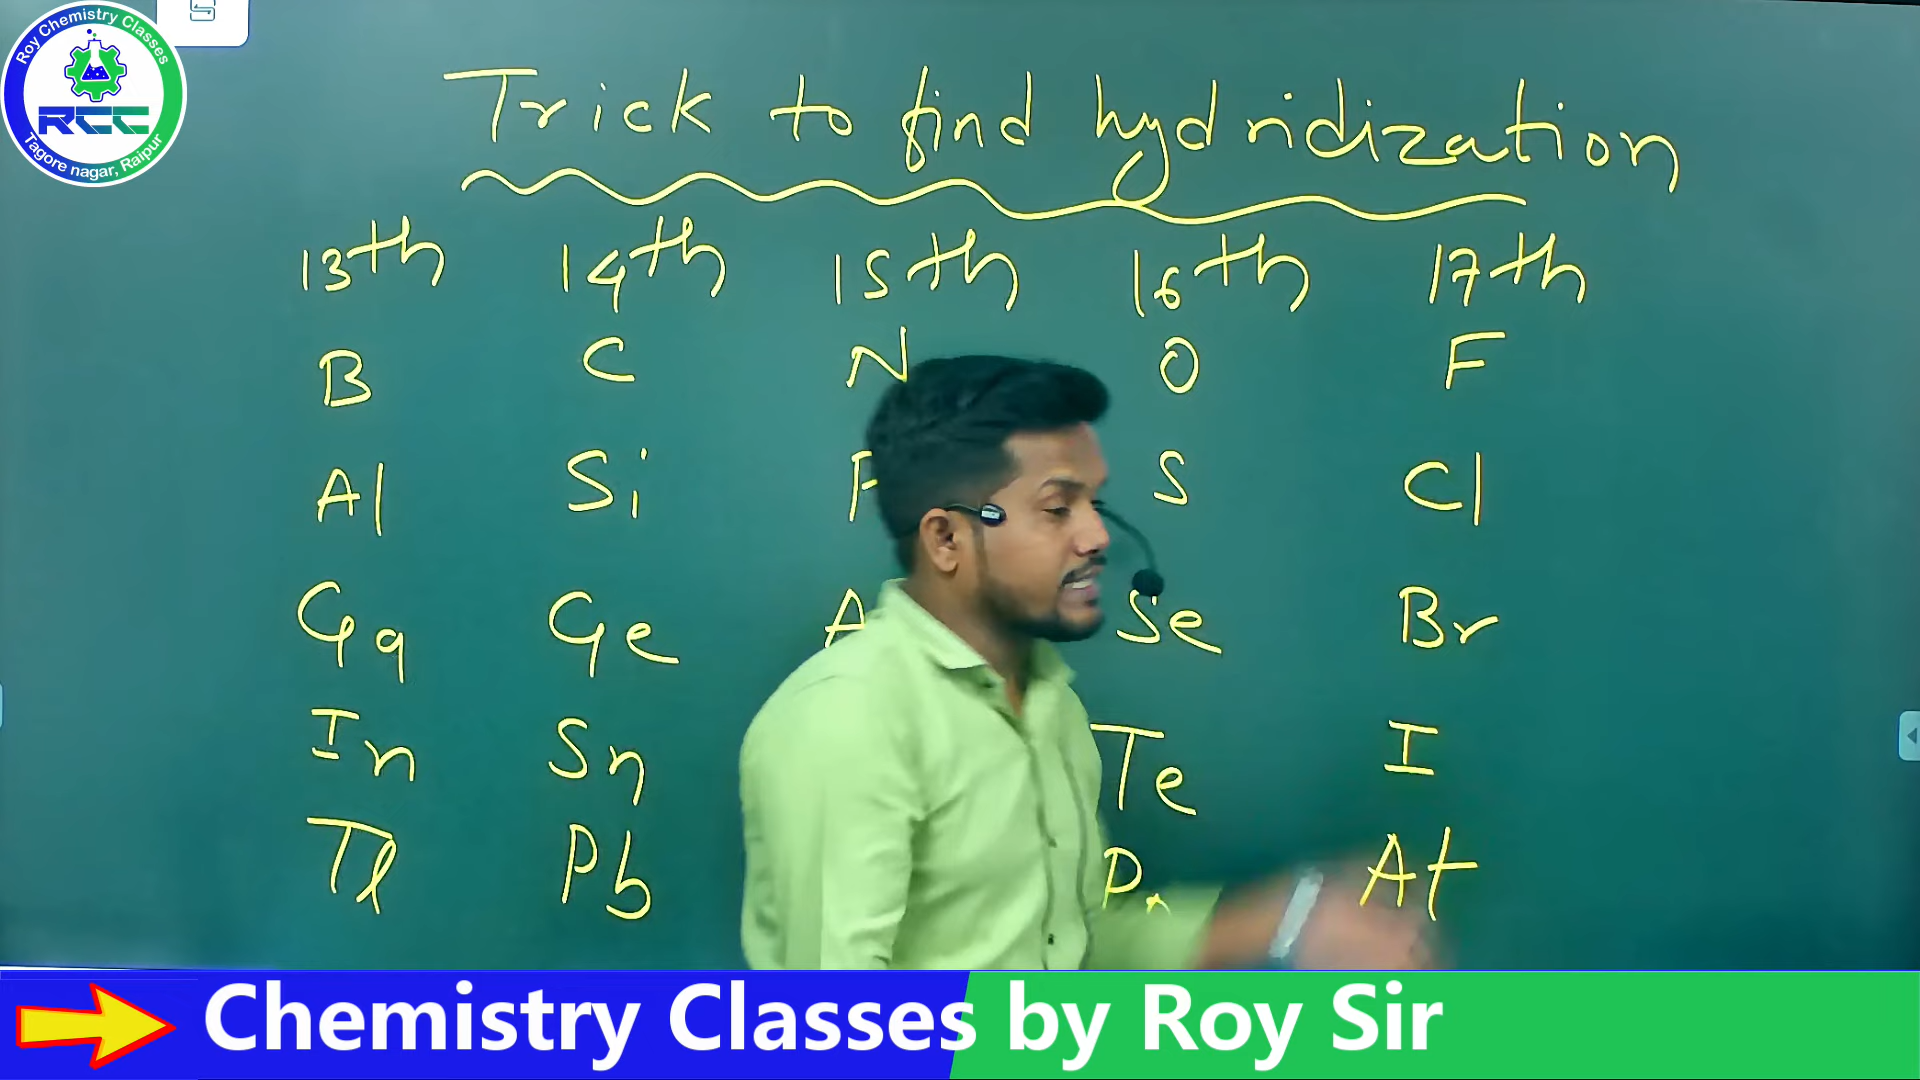 Roy Chemistry Classes
RCC
Tagore nagar, Raipur
Trick to find hydridization
13th 14th 15th 16th 17th
B C N O F
Al Si S Cl
Ga Ge Se Br
In Sn Te I
Tl Pb At
Chemistry Classes by Roy Sir